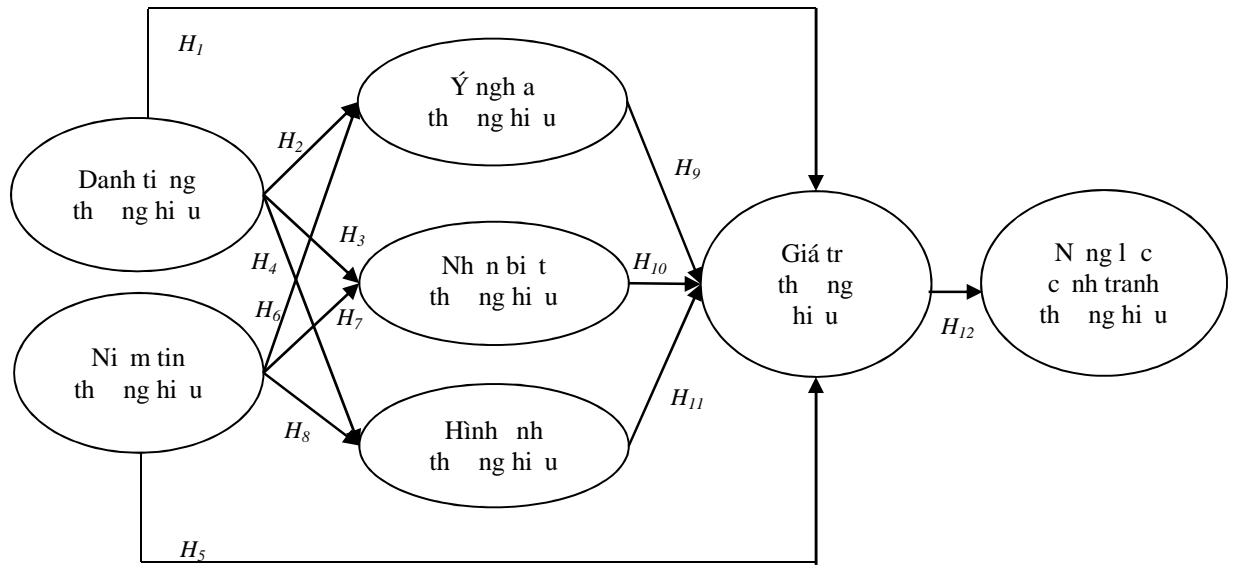 H1
Ý ngh a
th ng hi u
H2
H9
Danh ti ng
th ng hi u
H3
H4
Nh n bi t
th ng hi u
H10
Giá tr
th ng
hi u
N ng l c
c nh tranh
th ng hi u
H6
H7
H12
Ni m tin
th ng hi u
H8
H11
Hình nh
th ng hi u
H5